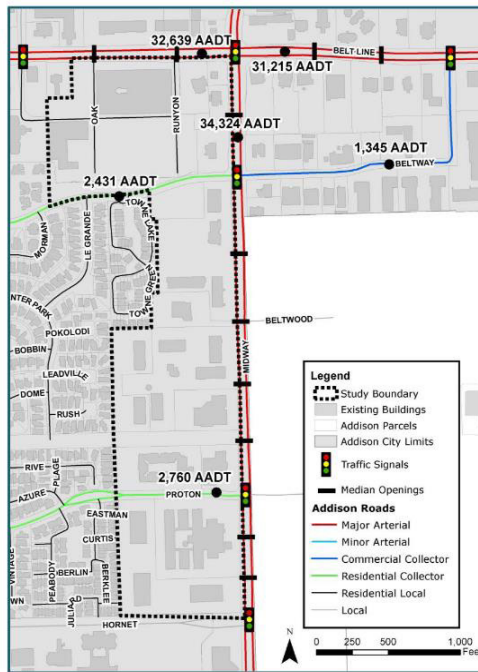 32,639 AADT
BELT LINE
31,215 AADT
OAK
RUNYON
34,324 AADT
1,345 AADT
BELTWAY
2,431 AADT
TOWNE LAKE
MORMAN
LE GRANDE
TOWNE GREEN
NTER PARK
POKOLODI
BELTWOOD
BOBBIN
MIDWAY
LEADVILLE
DOME
RUSH
Legend
Study Boundary
Existing Buildings
Addison Parcels
Addison City Limits
Traffic Signals
Median Openings
Addison Roads
Major Arterial
Minor Arterial
Commercial Collector
Residential Collector
Residential Local
Local
RIVE
PLAGE
2,760 AADT
AZURE
PROTON
EASTMAN
CURTIS
VINTAGE
PEABODY
BERLIN
BERKLEE
WN
JULIARD
HORNET
N
0 250 500 1,000
Feet